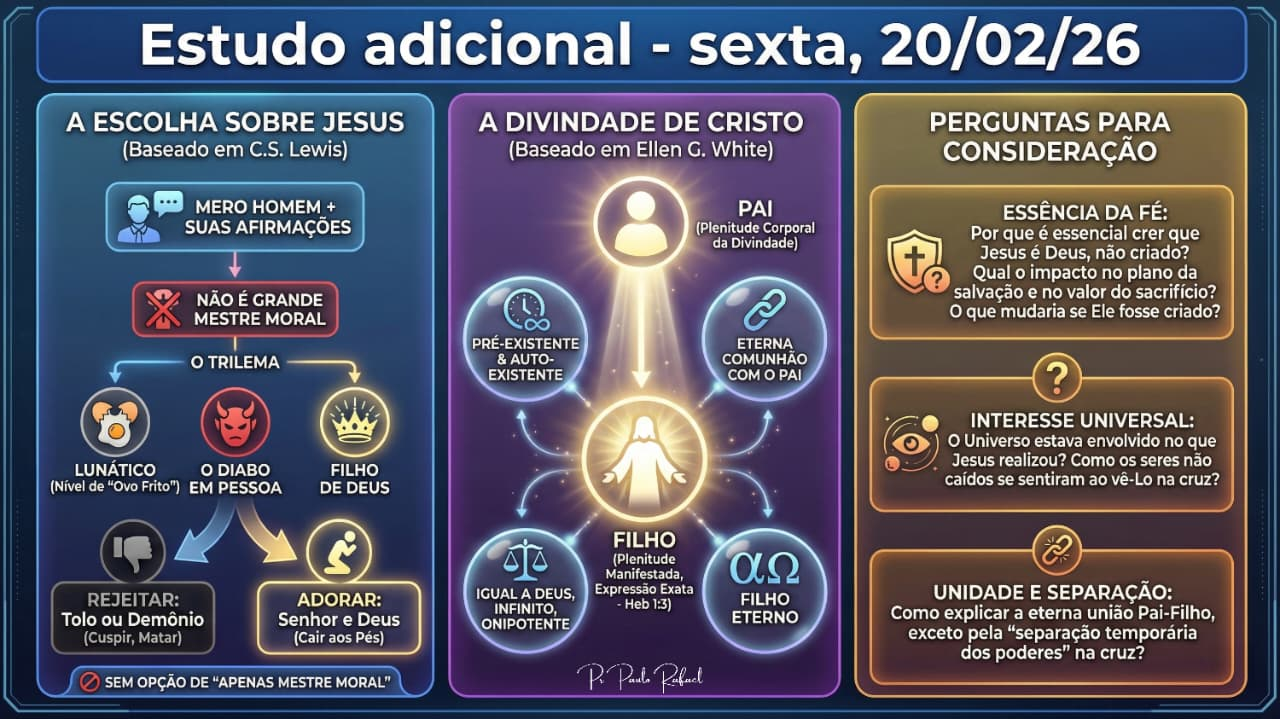 Estudo adicional - sexta, 20/02/26
A ESCOLHA SOBRE JESUS
(Baseado em C.S. Lewis)
MERO HOMEM +
SUAS AFIRMAÇÕES
NÃO É GRANDE
MESTRE MORAL
O TRILEMA
LUNÁTICO
(Nível de “Ovo Frito”)
O DIABO
EM PESSOA
FILHO
DE DEUS
REJEITAR:
Tolo ou Demônio
(Cuspir, Matar)
ADORAR:
Senhor e Deus
(Cair aos Pés)
SEM OPÇÃO DE “APENAS MESTRE MORAL”
A DIVINDADE DE CRISTO
(Baseado em Ellen G. White)
PAI
(Plenitude Corporal
da Divindade)
PRÉ-EXISTENTE
& AUTO-
EXISTENTE
ETERNA
COMUNHÃO
COM O PAI
FILHO
(Plenitude
Manifestada,
Expressão Exata
- Heb 1:3)
IGUAL A DEUS,
INFINITO,
ONIPOTENTE
αΩ
FILHO
ETERNO
Pr Paulo Rafael
PERGUNTAS PARA
CONSIDERAÇÃO
ESSÊNCIA DA FÉ:
Por que é essencial crer que
Jesus é Deus, não criado?
Qual o impacto no plano da
salvação e no valor do sacrifício?
O que mudaria se Ele fosse criado?
?
?
INTERESSE UNIVERSAL:
O Universo estava envolvido no que
Jesus realizou? Como os seres não
caídos se sentiram ao vê-Lo na cruz?
UNIDADE E SEPARAÇÃO:
Como explicar a eterna união Pai-Filho,
exceto pela “separação temporária
dos poderes” na cruz?